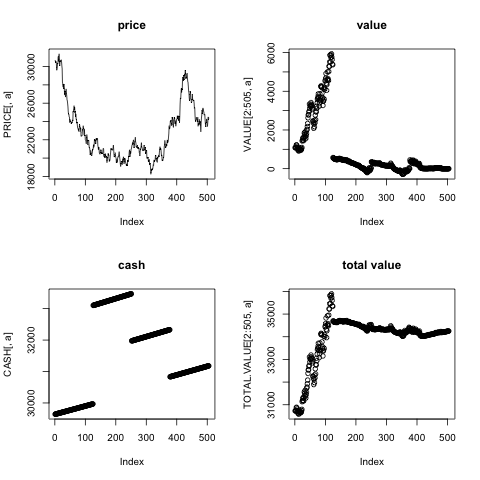 price
PRICE[, a]
18000 22000 26000 30000
0 100 200 300 400 500
Index
value
VALUE[2:505, a]
0 2000 4000 6000
0 100 200 300 400 500
Index
cash
CASH[, a]
30000 32000
0 100 200 300 400 500
Index
total value
TOTAL.VALUE[2:505, a]
31000 33000 35000
0 100 200 300 400 500
Index